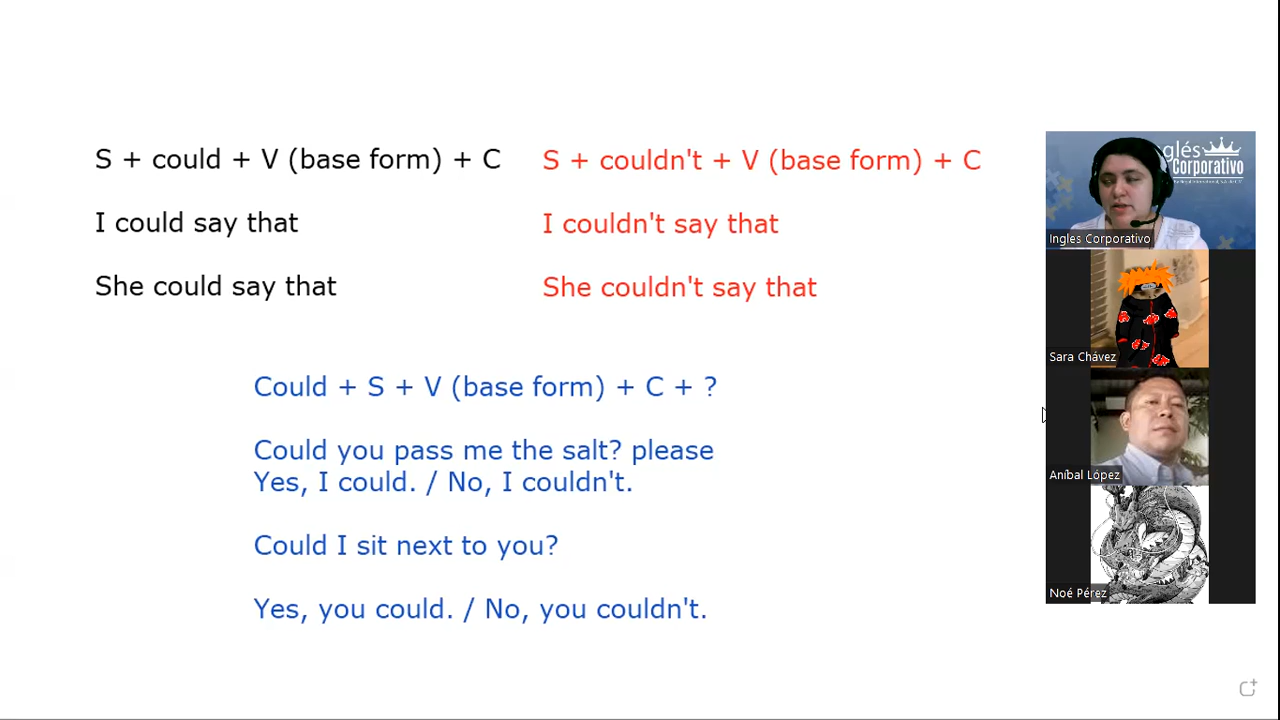 S + could + V (base form) + C
I could say that
She could say that
S + couldn't + V (base form) + C
I couldn't say that
She couldn't say that
Could + S + V (base form) + C + ?
Could you pass me the salt? please
Yes, I could. / No, I couldn't.
Could I sit next to you?
Yes, you could. / No, you couldn't.
glés
Corporativo
Ingles Corporativo
Sara Chávez
Aníbal López
Noé Pérez